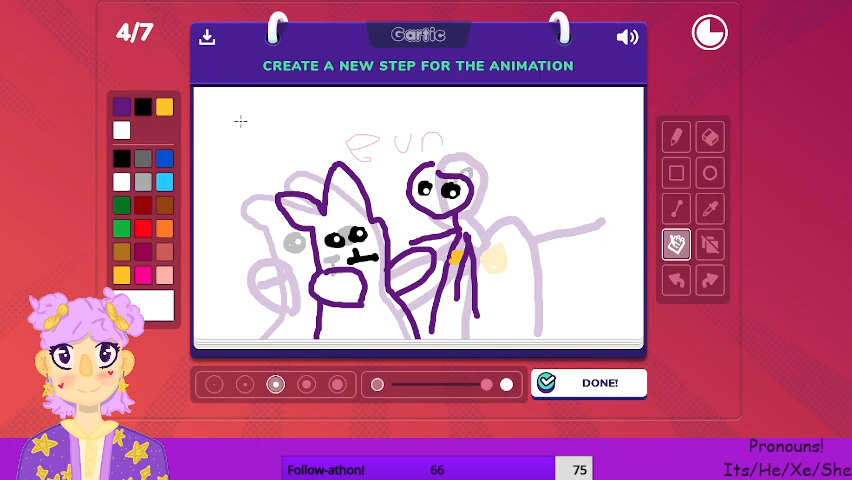 4/7
Gartic
CREATE A NEW STEP FOR THE ANIMATION
DONE!
Follow-athon! 66 75
Pronouns!
Its/He/Xe/She